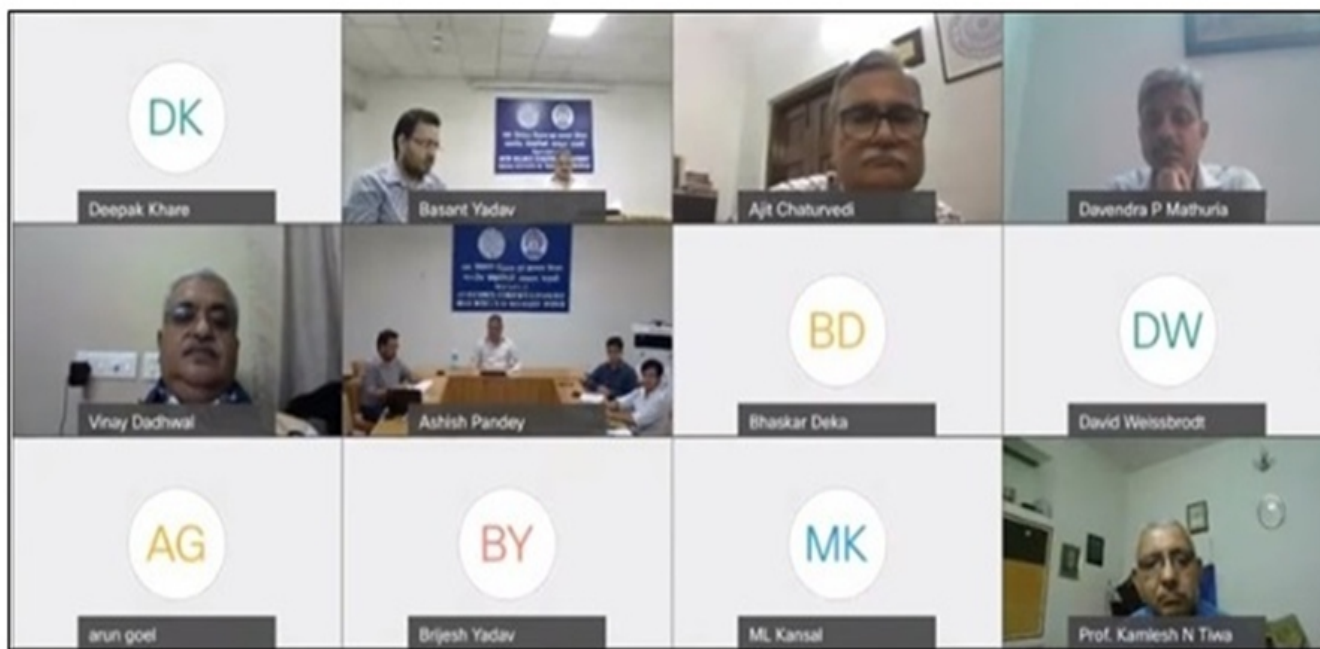 DK
Deepak Khare
Basant Yadav
Ajit Chaturvedi
Davendra P Mathuria
Vinay Dadhwal
Ashish Pandey
BD
Bhaskar Deka
DW
David Weissbrodt
AG
arun goel
BY
Brijesh Yadav
MK
ML Kansal
Prof. Kamlesh N Tiwa